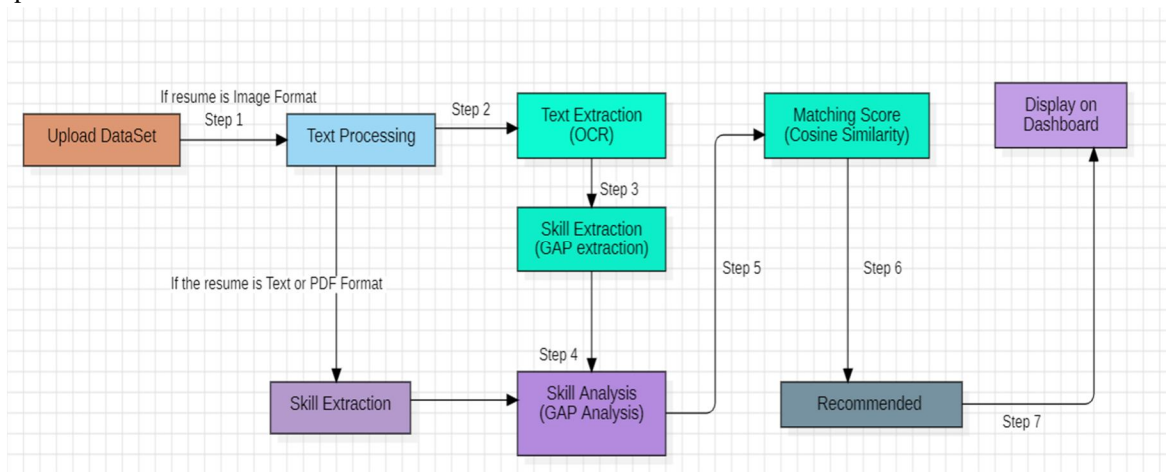 If resume is Image Format
Step 1
Step 2
Upload DataSet
Text Processing
Text Extraction
(OCR)
Matching Score
(Cosine Similarity)
Display on
Dashboard
Step 3
Skill Extraction
(GAP extraction)
Step 5
Step 6
If the resume is Text or PDF Format
Step 4
Skill Extraction
Skill Analysis
(GAP Analysis)
Recommended
Step 7